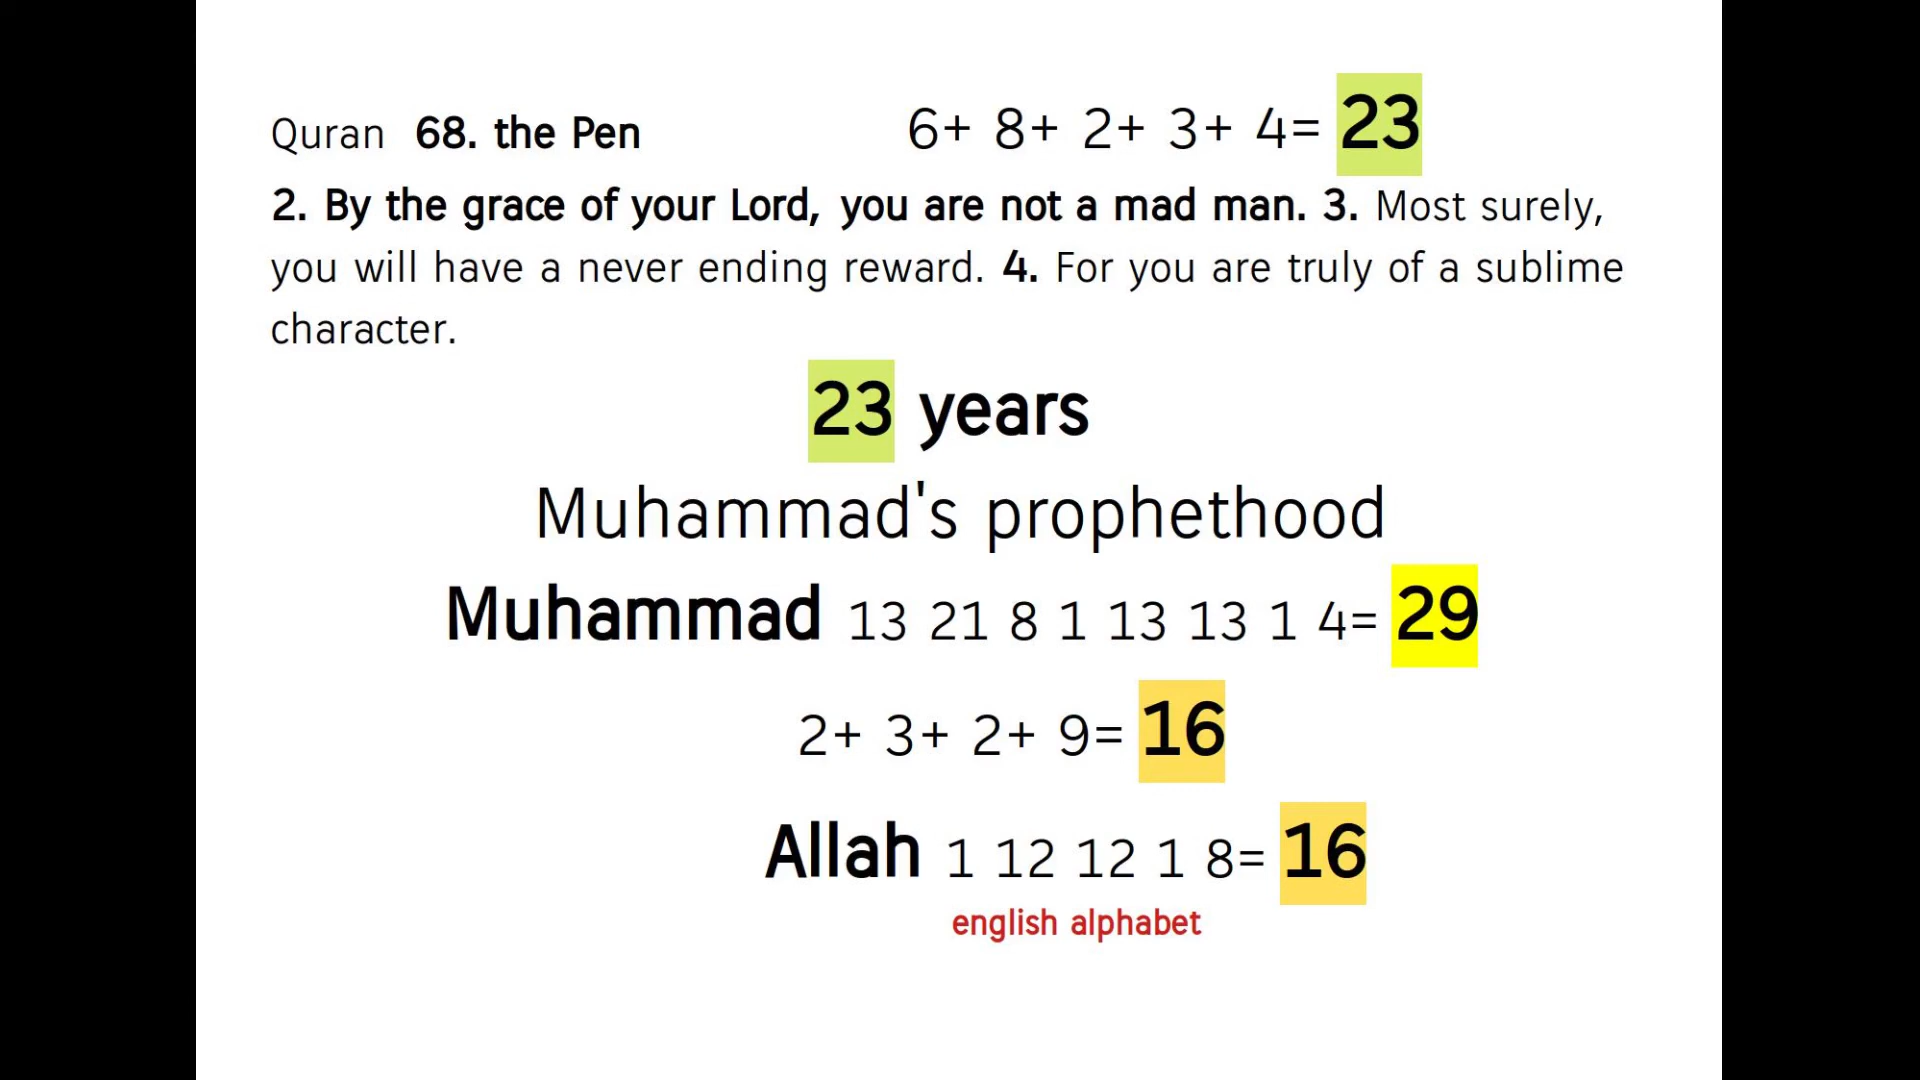 Quran 68. the Pen 6+ 8+ 2+ 3+ 4= 23
2. By the grace of your Lord, you are not a mad man. 3. Most surely,
you will have a never ending reward. 4. For you are truly of a sublime
character.
23 years
Muhammad's prophethood
Muhammad 13 21 8 1 13 13 1 4= 29
2+ 3+ 2+ 9= 16
Allah 1 12 12 1 8= 16
english alphabet